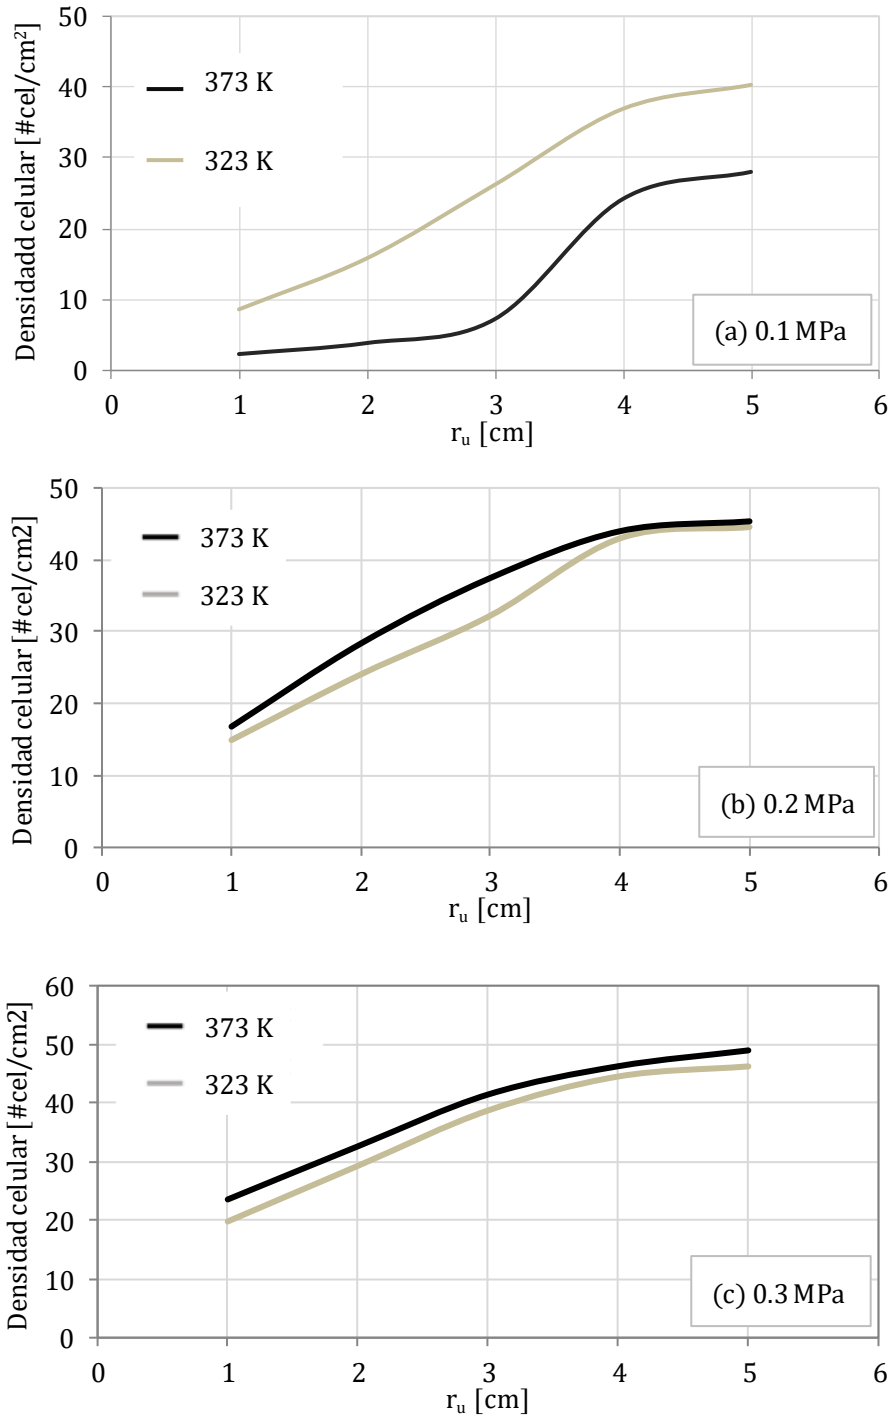 50
40
30
20
10
0
Densidadd celular [#cel/cm²]
373 K
323 K
(a) 0.1 MPa
0 1 2 3 4 5 6
rᵤ [cm]
50
40
30
20
10
0
Densidad celular [#cel/cm2]
373 K
323 K
(b) 0.2 MPa
0 1 2 3 4 5 6
rᵤ [cm]
60
50
40
30
20
10
0
Densidad celular [#cel/cm2]
373 K
323 K
(c) 0.3 MPa
0 1 2 3 4 5 6
rᵤ [cm]